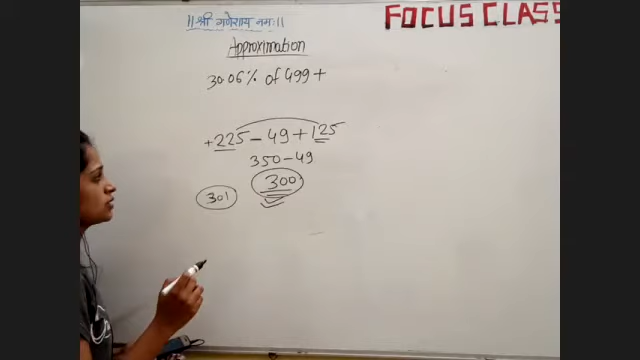 ।। श्री गणेशाय नमः ।।
FOCUS CLASS
Approximation
30.06% of 499 +
+225 - 49 + 125
350 - 49
300
301